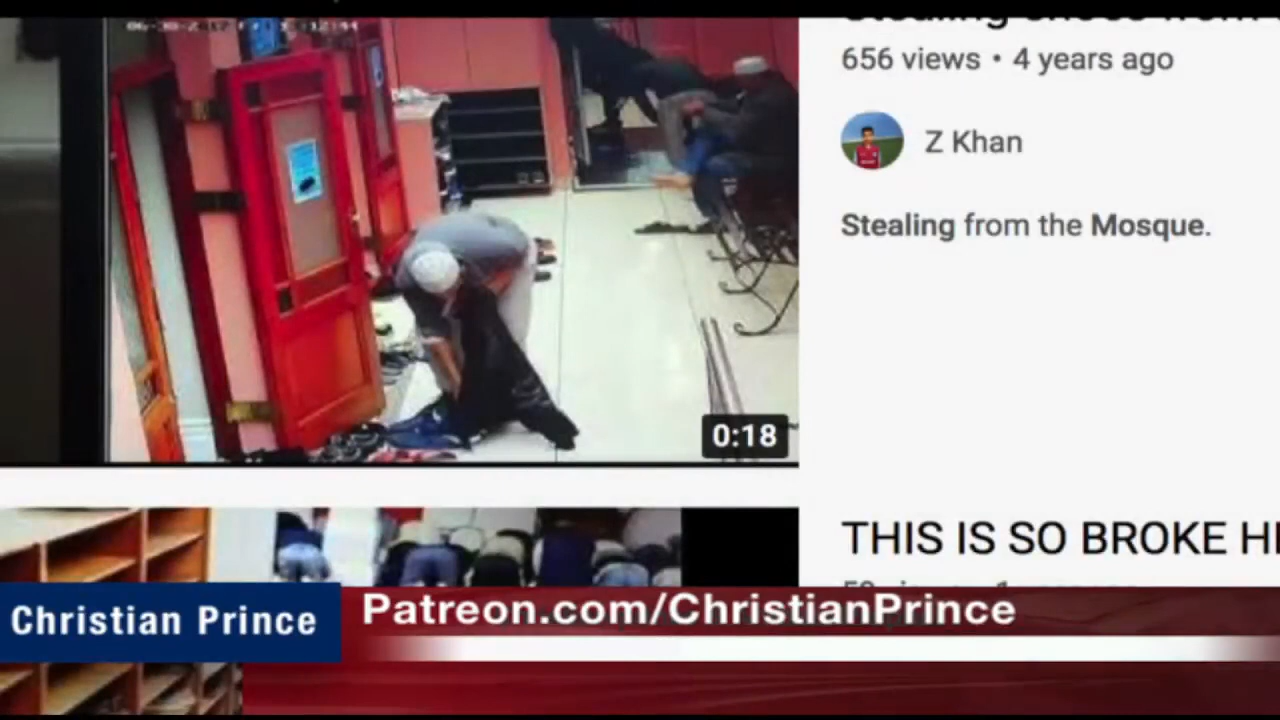 656 views • 4 years ago
Z Khan
Stealing from the Mosque.
0:18
THIS IS SO BROKE
Christian Prince
Patreon.com/ChristianPrince